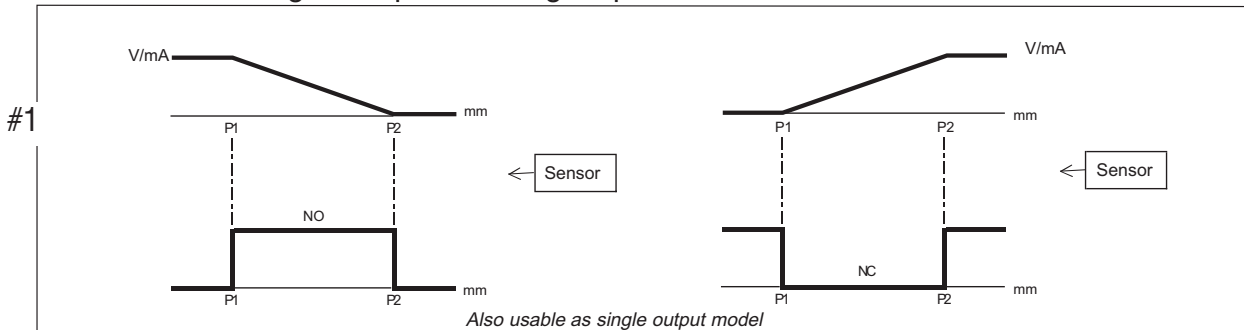 #1
V/mA
mm
P1
P2
Sensor
NO
P1
P2
mm
V/mA
mm
P1
P2
Sensor
NC
P1
P2
mm
Also usable as single output model